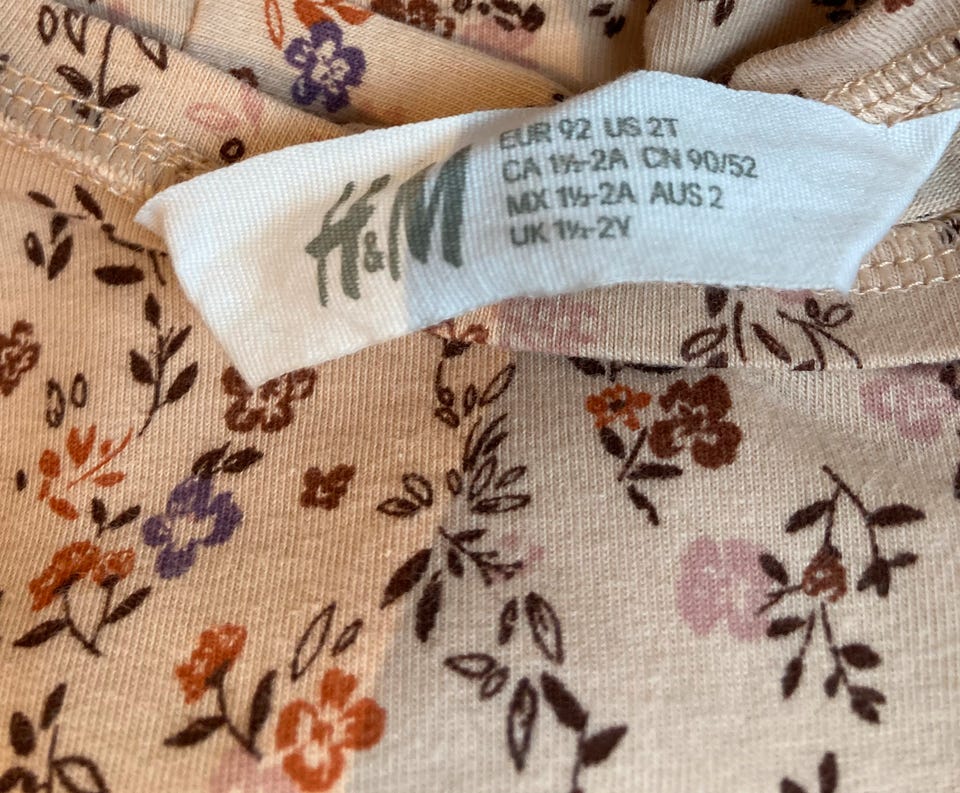 H&M
EUR 92 US 2T
CA 1½-2A CN 90/52
MX 1½-2A AUS 2
UK 1½-2Y